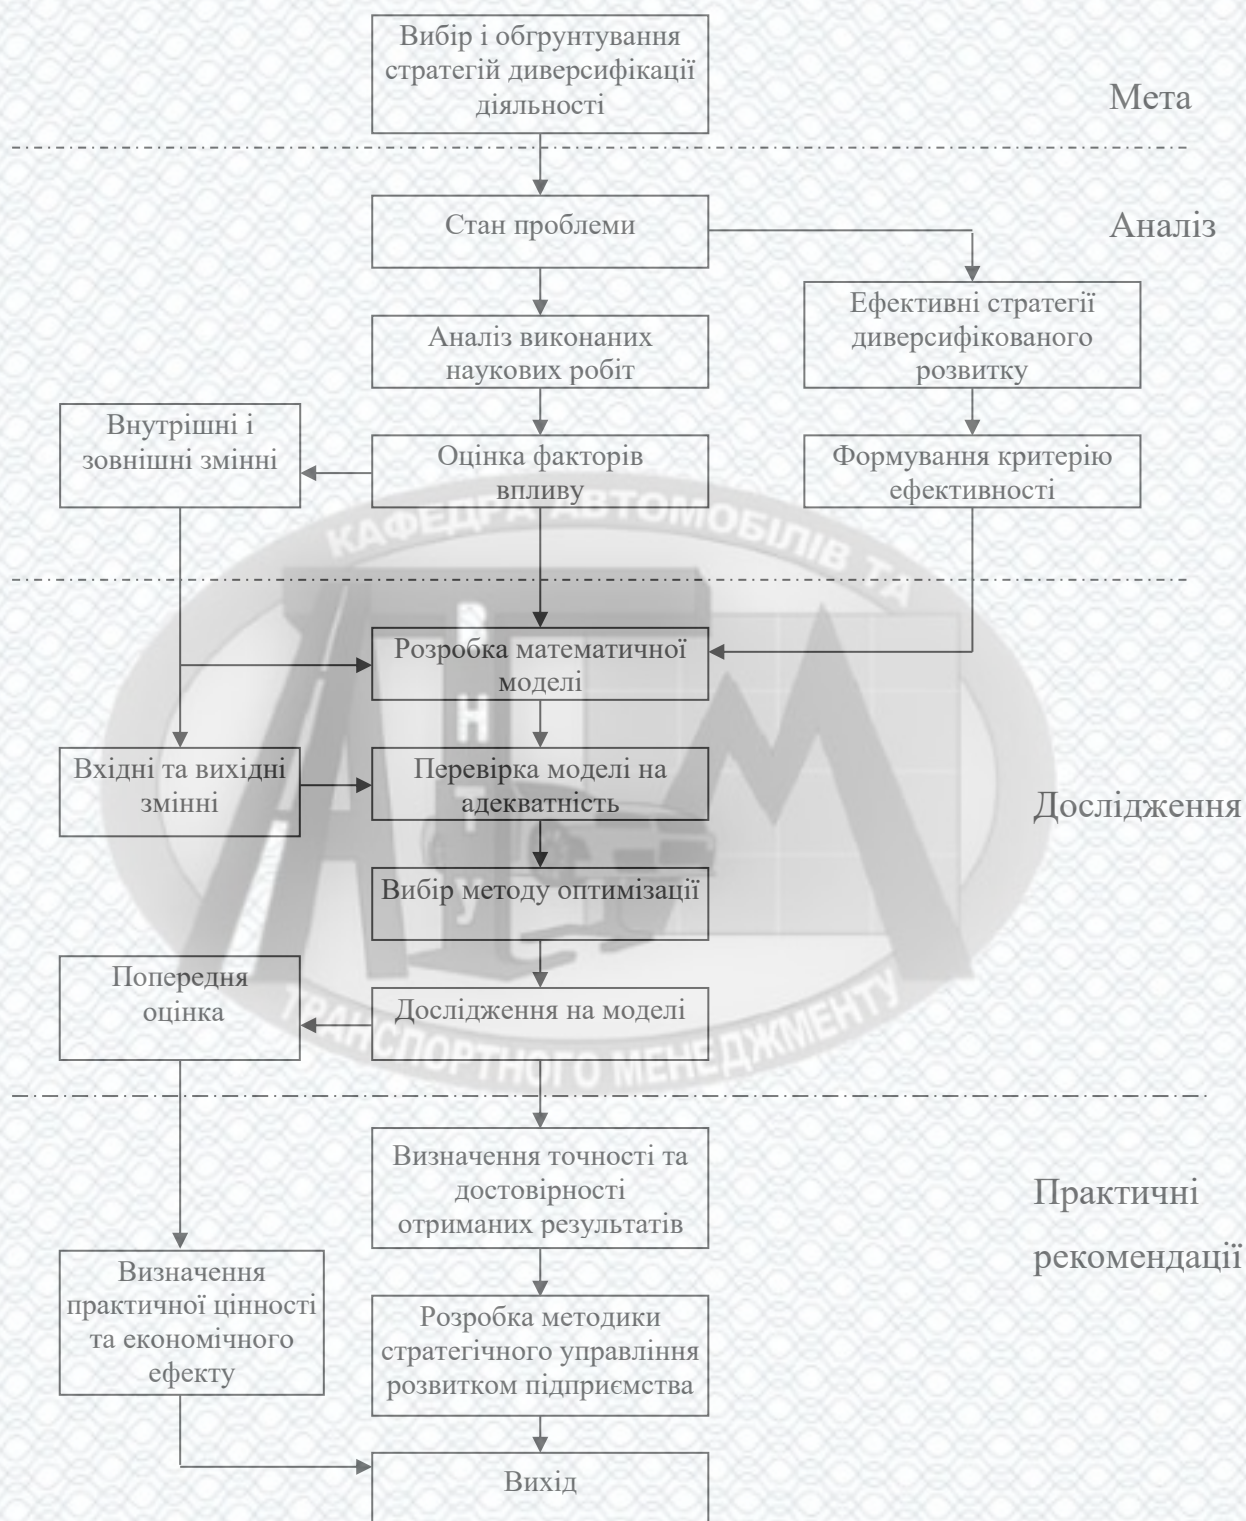 Вибір і обгрунтування
стратегій диверсифікації
діяльності
Мета
Стан проблеми
Аналіз
Ефективні стратегії
диверсифікованого
розвитку
Аналіз виконаних
наукових робіт
Внутрішні і
зовнішні змінні
Оцінка факторів
впливу
Формування критерію
ефективності
КАФЕДРА АВТОМОБІЛІВ ТА
ТРАНСПОРТНОГО МЕНЕДЖМЕНТУ
В
Н
Т
У
Розробка математичної
моделі
Вхідні та вихідні
змінні
Перевірка моделі на
адекватність
Дослідження
Вибір методу оптимізації
Попередня
оцінка
Дослідження на моделі
Визначення точності та
достовірності
отриманих результатів
Практичні
рекомендації
Визначення
практичної цінності
та економічного
ефекту
Розробка методики
стратегічного управління
розвитком підприємства
Вихід